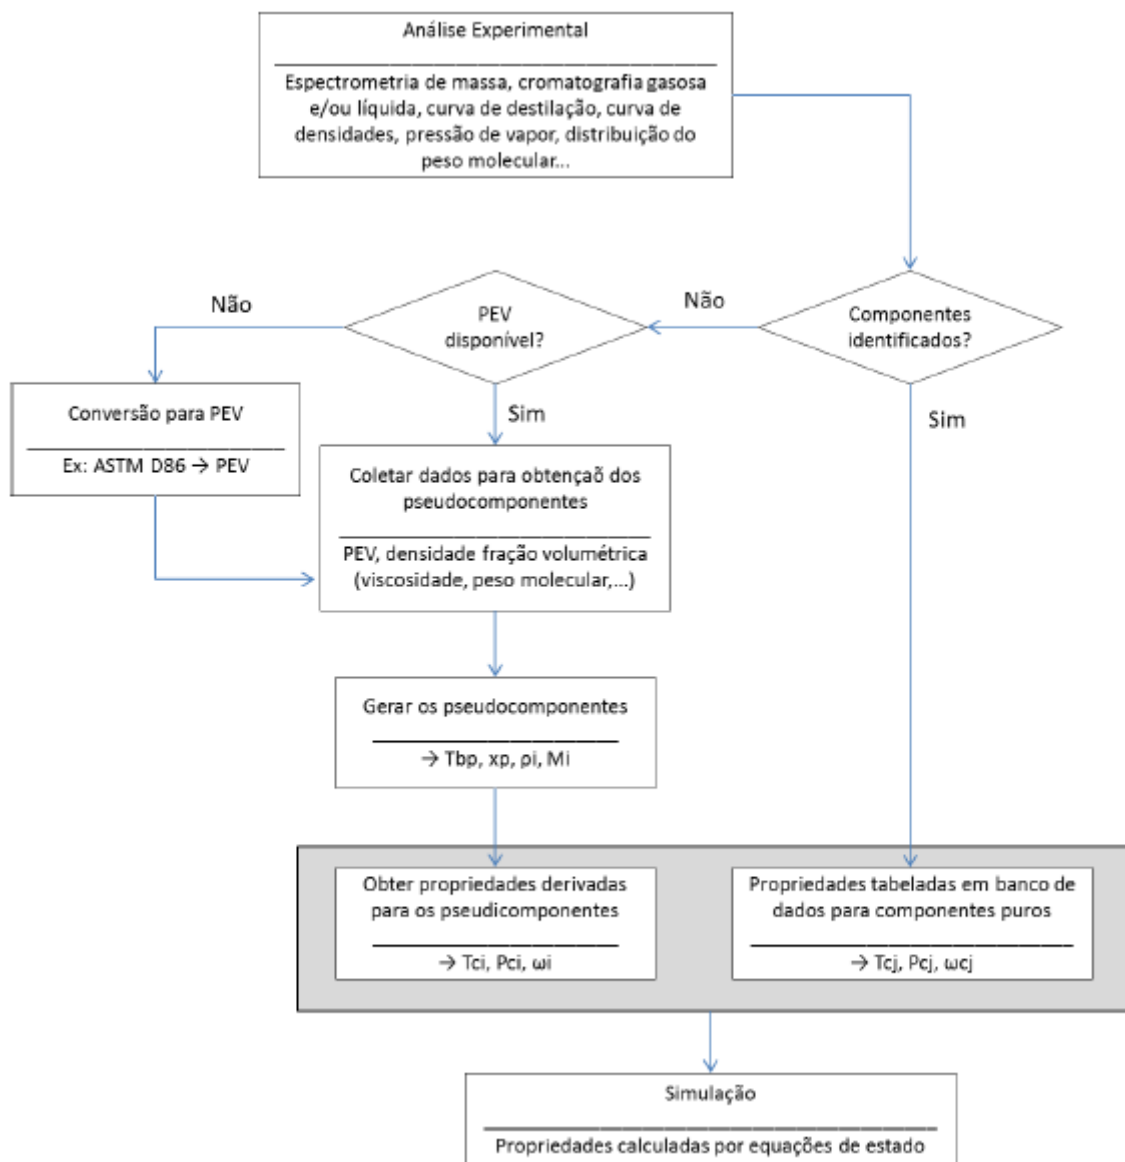 Análise Experimental
Espectrometria de massa, cromatografia gasosa
e/ou líquida, curva de destilação, curva de
densidades, pressão de vapor, distribuição do
peso molecular...
Não
PEV
disponível?
Não
Componentes
identificados?
Conversão para PEV
Ex: ASTM D86 → PEV
Sim
Sim
Coletar dados para obtençaõ dos
pseudocomponentes
PEV, densidade fração volumétrica
(viscosidade, peso molecular,...)
Gerar os pseudocomponentes
→ Tbp, xp, ρi, Mi
Obter propriedades derivadas
para os pseudicomponentes
→ Tci, Pci, ωi
Propriedades tabeladas em banco de
dados para componentes puros
→ Tcj, Pcj, ωcj
Simulação
Propriedades calculadas por equações de estado